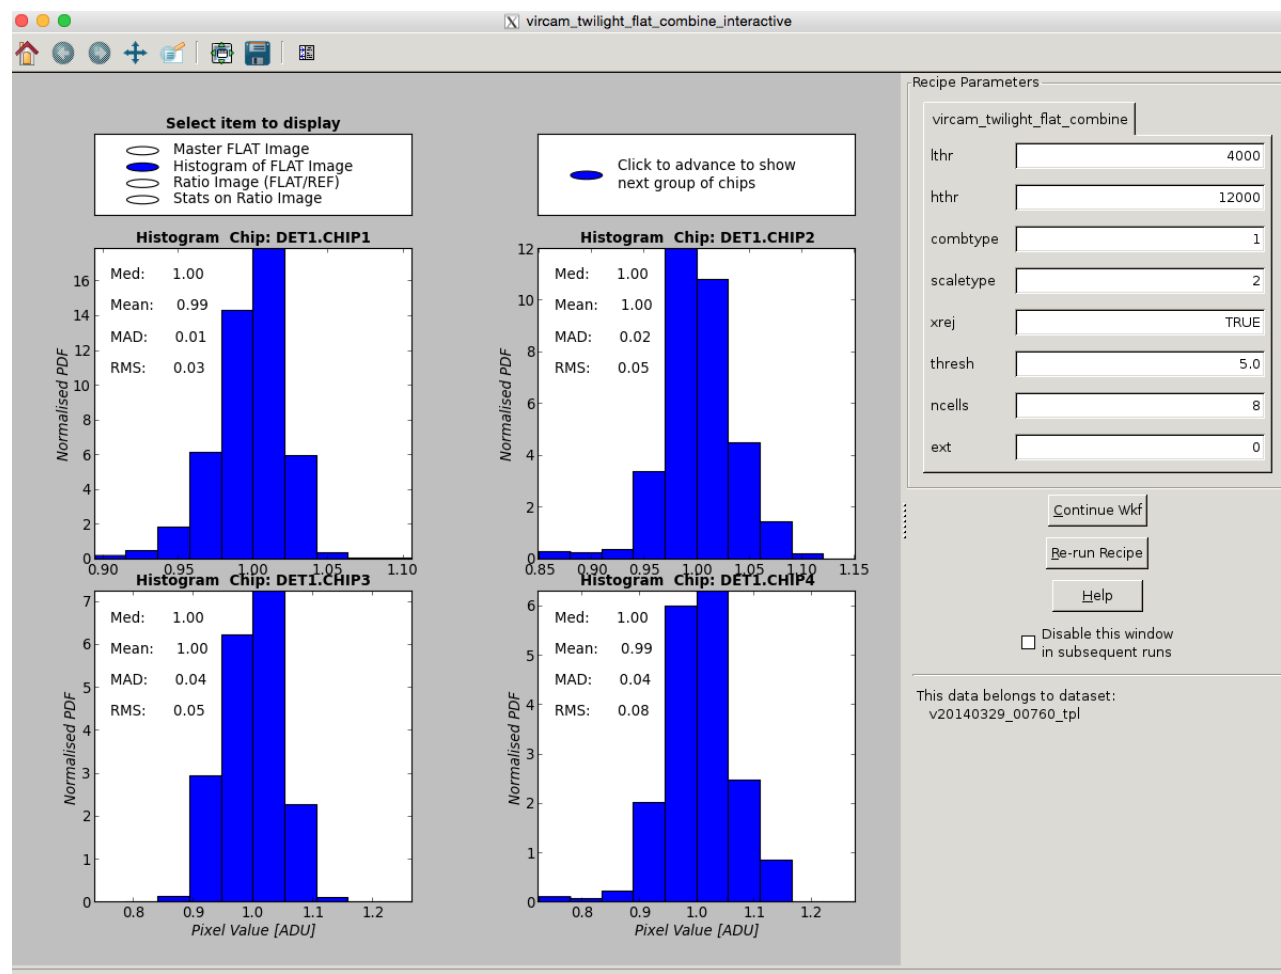 vircam_twilight_flat_combine_interactive
Select item to display
Master FLAT Image
Histogram of FLAT Image
Ratio Image (FLAT/REF)
Stats on Ratio Image
Click to advance to show
next group of chips
Histogram Chip: DET1.CHIP1
Med: 1.00
Mean: 0.99
MAD: 0.01
RMS: 0.03
Normalised PDF
16
14
12
10
8
6
4
2
0
0.90 0.95 1.00 1.05 1.10
Histogram Chip: DET1.CHIP2
Med: 1.00
Mean: 1.00
MAD: 0.02
RMS: 0.05
Normalised PDF
12
10
8
6
4
2
0
0.85 0.90 0.95 1.00 1.05 1.10 1.15
Histogram Chip: DET1.CHIP3
Med: 1.00
Mean: 1.00
MAD: 0.04
RMS: 0.05
Normalised PDF
7
6
5
4
3
2
1
0
0.8 0.9 1.0 1.1 1.2
Pixel Value [ADU]
Histogram Chip: DET1.CHIP4
Med: 1.00
Mean: 0.99
MAD: 0.04
RMS: 0.08
Normalised PDF
6
5
4
3
2
1
0
0.8 0.9 1.0 1.1 1.2
Pixel Value [ADU]
Recipe Parameters
vircam_twilight_flat_combine
lthr 4000
hthr 12000
combtype 1
scaletype 2
xrej TRUE
thresh 5.0
ncells 8
ext 0
Continue Wkf
Re-run Recipe
Help
Disable this window
in subsequent runs
This data belongs to dataset:
v20140329_00760_tpl